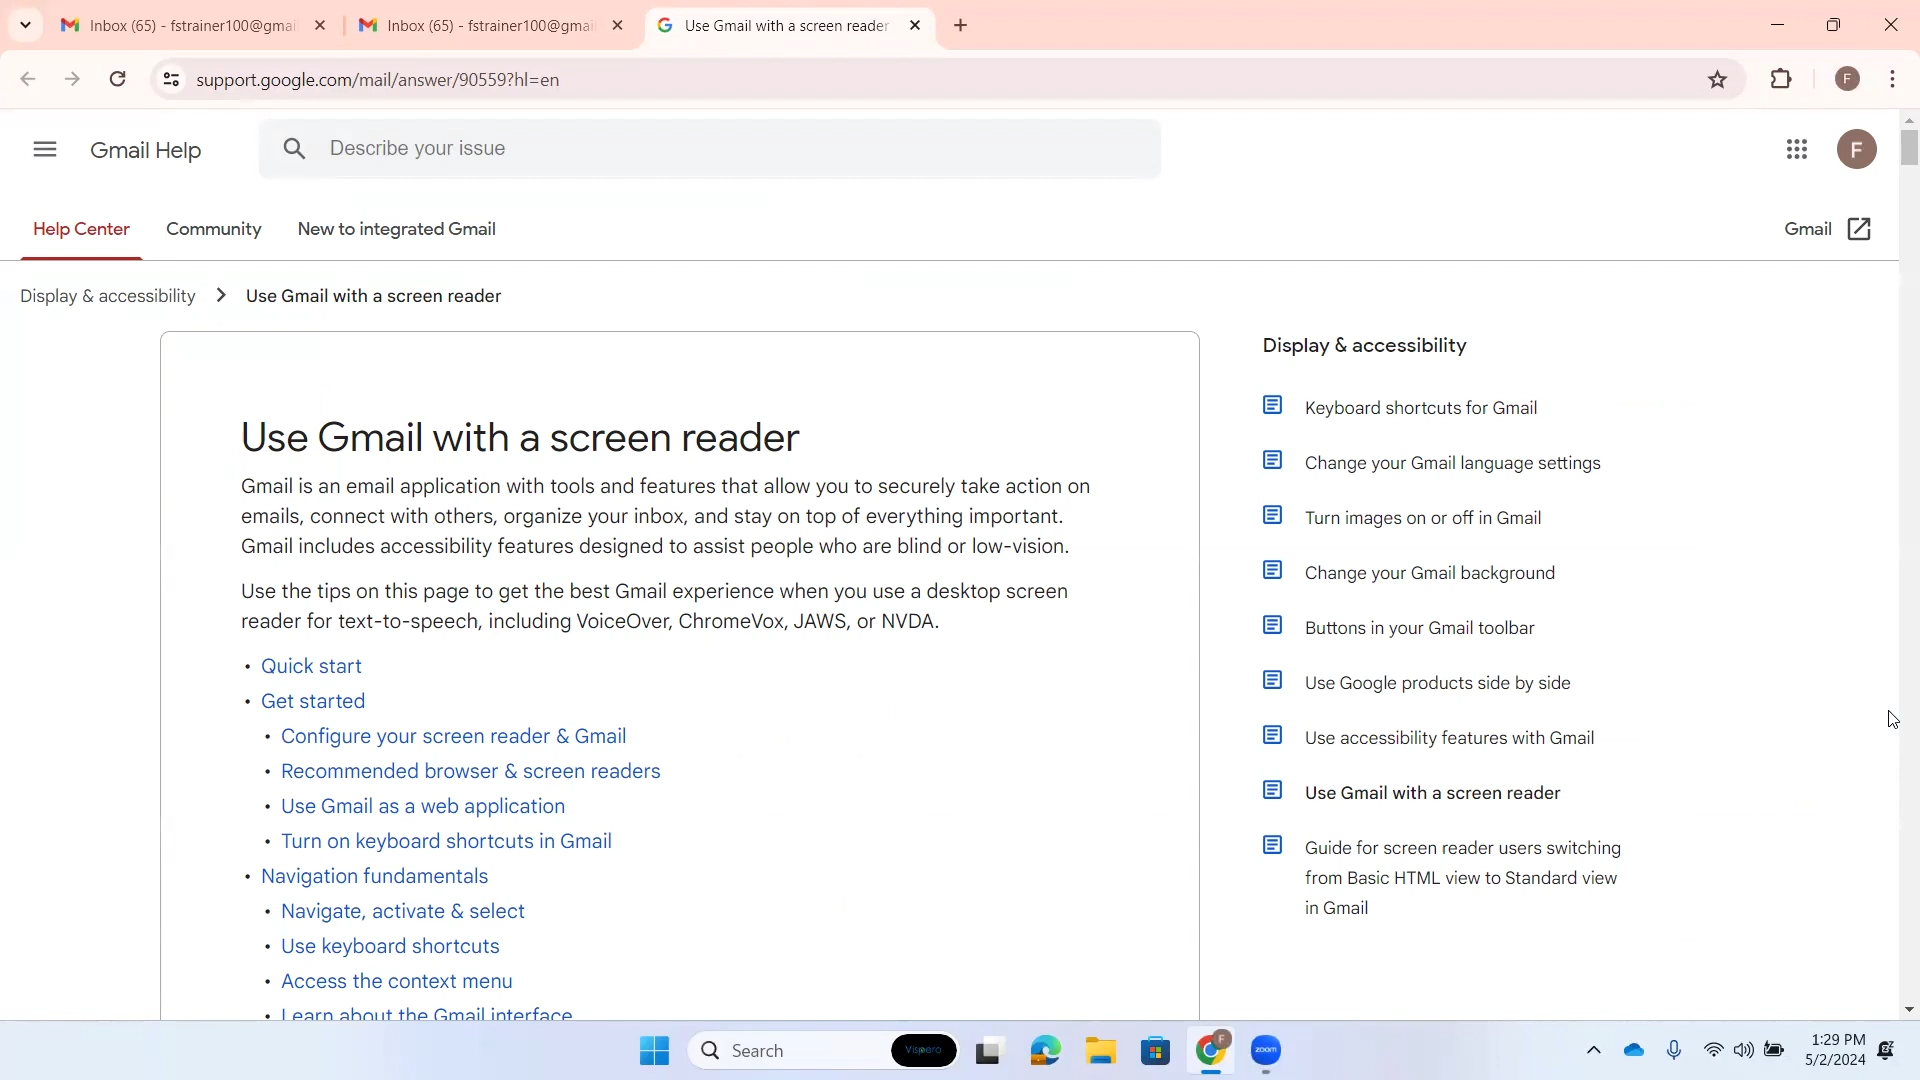 Inbox (65) - fstrainer100@gmai
Inbox (65) - fstrainer100@gmai
Use Gmail with a screen reader
support.google.com/mail/answer/90559?hl=en
F
Gmail Help
Describe your issue
F
Help Center
Community
New to integrated Gmail
Gmail
Display & accessibility
Use Gmail with a screen reader
Use Gmail with a screen reader
Gmail is an email application with tools and features that allow you to securely take action on
emails, connect with others, organize your inbox, and stay on top of everything important.
Gmail includes accessibility features designed to assist people who are blind or low-vision.
Use the tips on this page to get the best Gmail experience when you use a desktop screen
reader for text-to-speech, including VoiceOver, ChromeVox, JAWS, or NVDA.
• Quick start
• Get started
• Configure your screen reader & Gmail
• Recommended browser & screen readers
• Use Gmail as a web application
• Turn on keyboard shortcuts in Gmail
• Navigation fundamentals
• Navigate, activate & select
• Use keyboard shortcuts
• Access the context menu
• Learn about the Gmail interface
Display & accessibility
Keyboard shortcuts for Gmail
Change your Gmail language settings
Turn images on or off in Gmail
Change your Gmail background
Buttons in your Gmail toolbar
Use Google products side by side
Use accessibility features with Gmail
Use Gmail with a screen reader
Guide for screen reader users switching
from Basic HTML view to Standard view
in Gmail
Search
Vispero
F
zoom
1:29 PM
5/2/2024